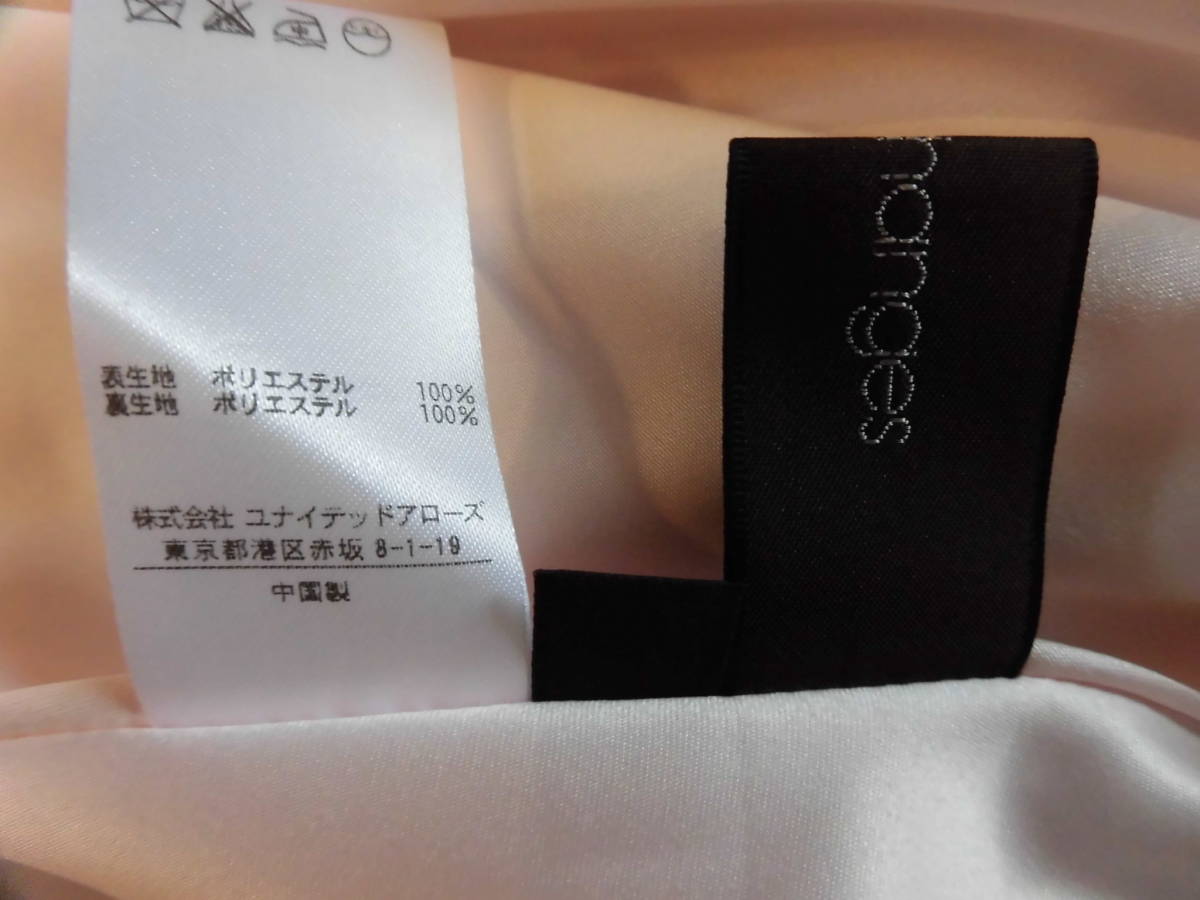 表生地 ポリエステル 100%
裏生地 ポリエステル 100%
株式会社 ユナイテッドアローズ
東京都港区赤坂 8-1-19
中国製
hanges